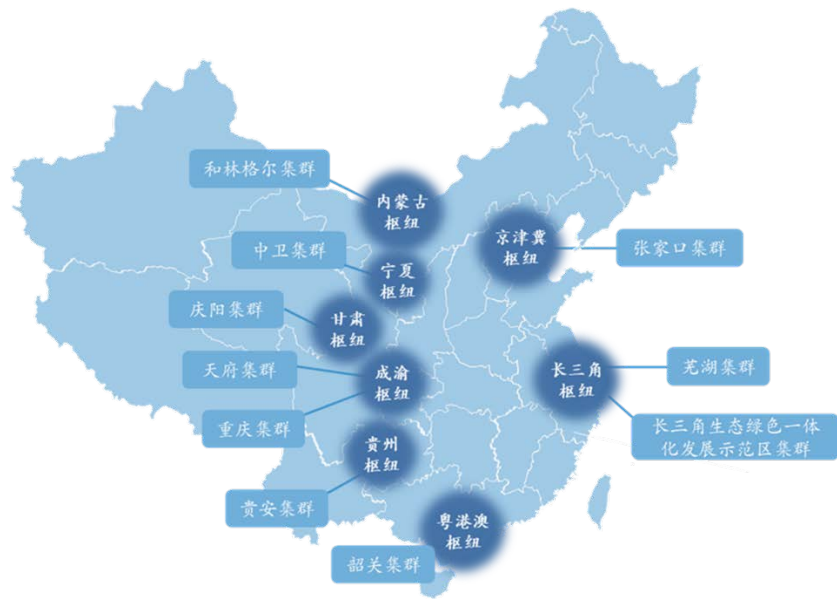 和林格尔集群
内蒙古
枢纽
京津冀
枢纽
张家口集群
中卫集群
宁夏
枢纽
庆阳集群
甘肃
枢纽
天府集群
成渝
枢纽
长三角
枢纽
芜湖集群
重庆集群
长三角生态绿色一体
化发展示范区集群
贵州
枢纽
贵安集群
粤港澳
枢纽
韶关集群